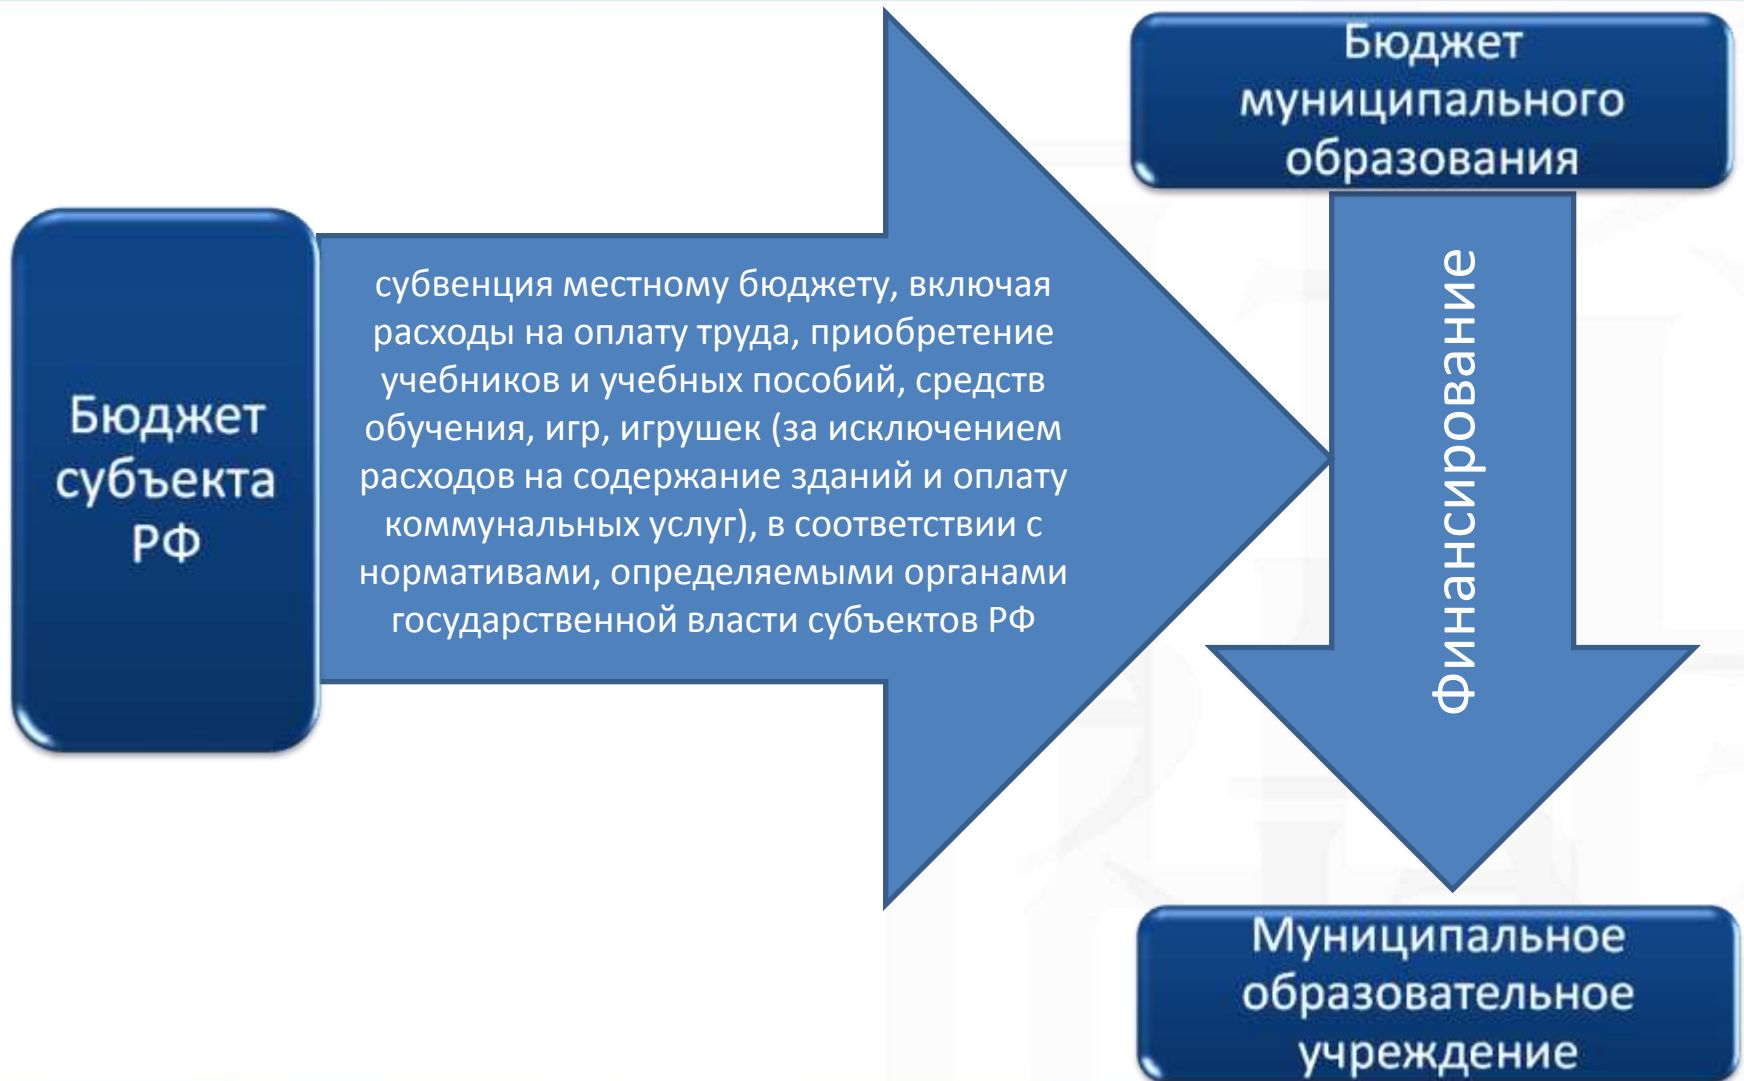 Бюджет
субъекта
РФ
субвенция местному бюджету, включая
расходы на оплату труда, приобретение
учебников и учебных пособий, средств
обучения, игр, игрушек (за исключением
расходов на содержание зданий и оплату
коммунальных услуг), в соответствии с
нормативами, определяемыми органами
государственной власти субъектов РФ
Бюджет
муниципального
образования
Финансирование
Муниципальное
образовательное
учреждение